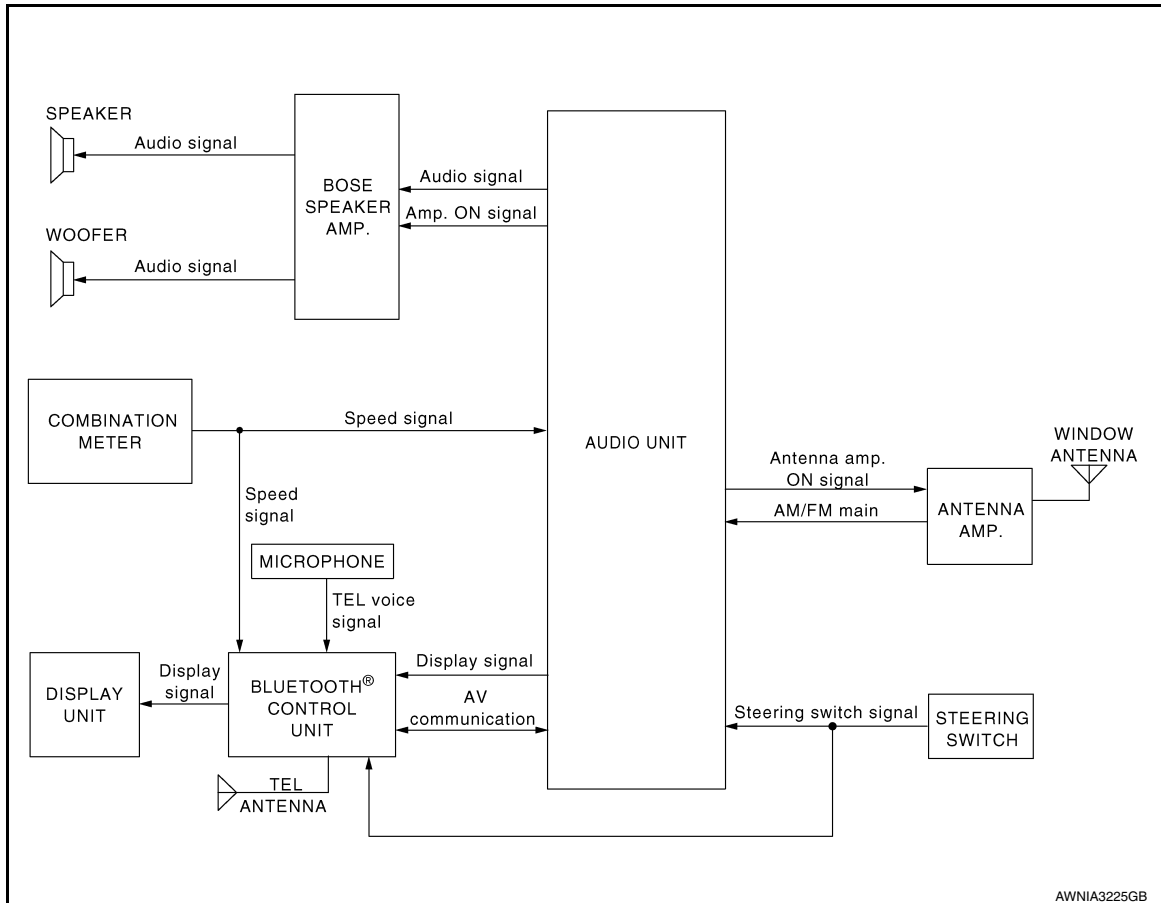 SPEAKER
Audio signal
BOSE
SPEAKER
AMP.
Audio signal
Amp. ON signal
WOOFER
Audio signal
COMBINATION
METER
Speed signal
AUDIO UNIT
Speed
signal
MICROPHONE
TEL voice
signal
WINDOW
ANTENNA
Antenna amp.
ON signal
AM/FM main
ANTENNA
AMP.
DISPLAY
UNIT
Display
signal
BLUETOOTH®
CONTROL
UNIT
Display signal
AV
communication
Steering switch signal
STEERING
SWITCH
TEL
ANTENNA
AWNIA3225GB